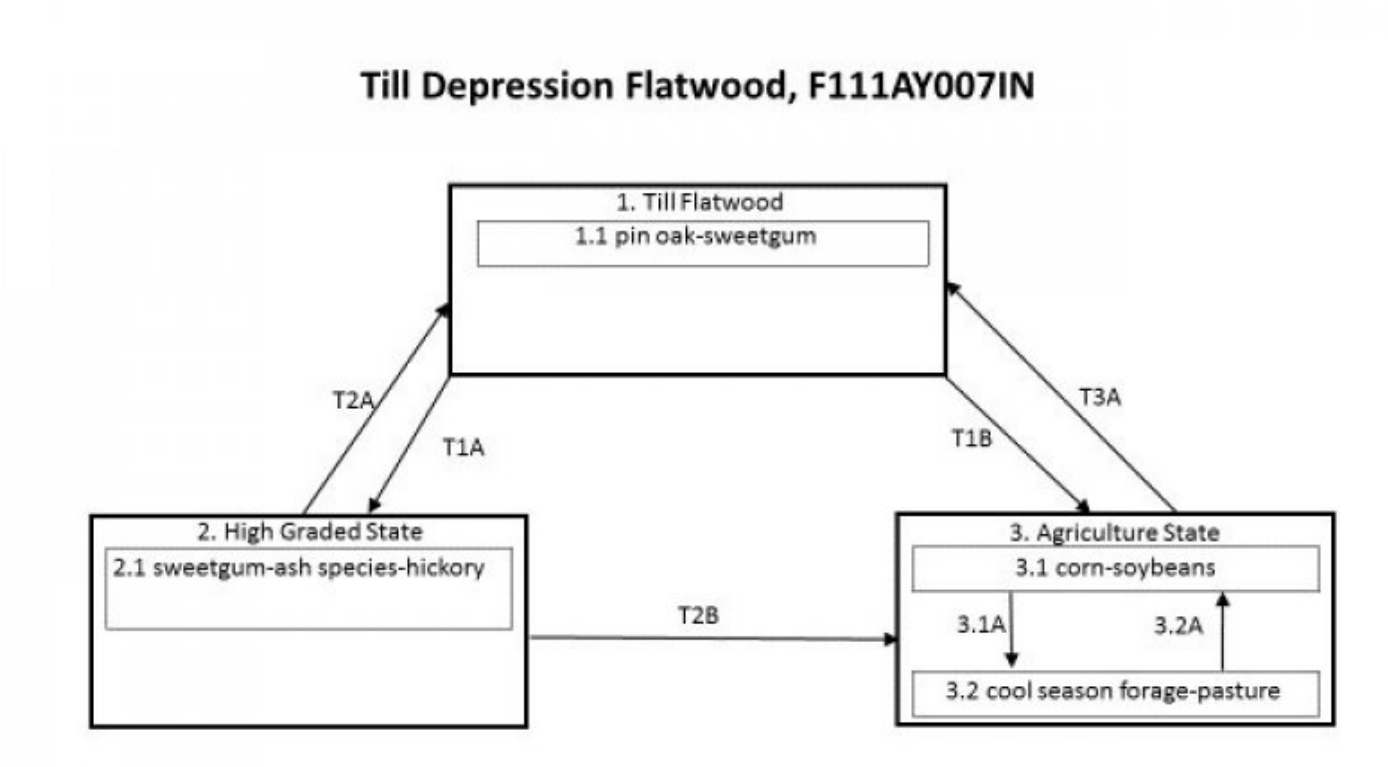 Till Depression Flatwood, F111AY007IN
1. Till Flatwood
1.1 pin oak-sweetgum
T2A
T1A
T1B
T3A
2. High Graded State
2.1 sweetgum-ash species-hickory
T2B
3. Agriculture State
3.1 corn-soybeans
3.1A
3.2A
3.2 cool season forage-pasture